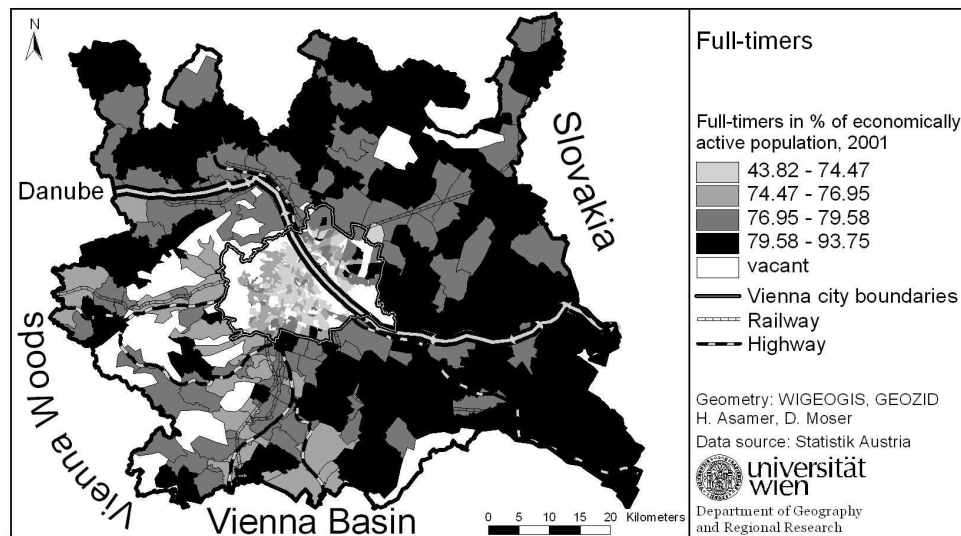 N
Danube
Slovakia
Vienna Woods
Vienna Basin
0 5 10 15 20 Kilometers
Full-timers
Full-timers in % of economically
active population, 2001
43.82 - 74.47
74.47 - 76.95
76.95 - 79.58
79.58 - 93.75
vacant
Vienna city boundaries
Railway
Highway
Geometry: WIGEOGIS, GEOZID
H. Asamer, D. Moser
Data source: Statistik Austria
universität
wien
Department of Geography
and Regional Research